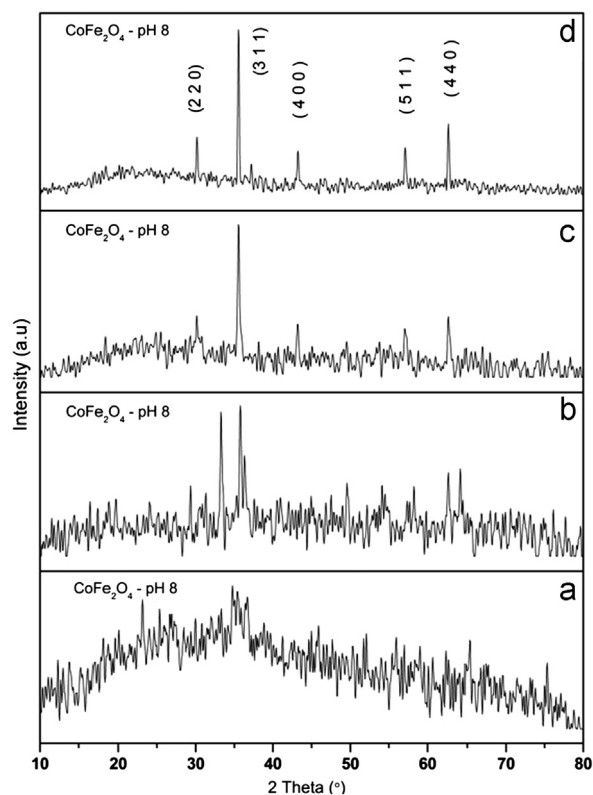 CoFe₂O₄ - pH 8
d
(2 2 0)
(3 1 1)
( 4 0 0 )
( 5 1 1 )
( 4 4 0 )
CoFe₂O₄ - pH 8
c
CoFe₂O₄ - pH 8
b
CoFe₂O₄ - pH 8
a
Intensity (a.u)
10 20 30 40 50 60 70 80
2 Theta (°)